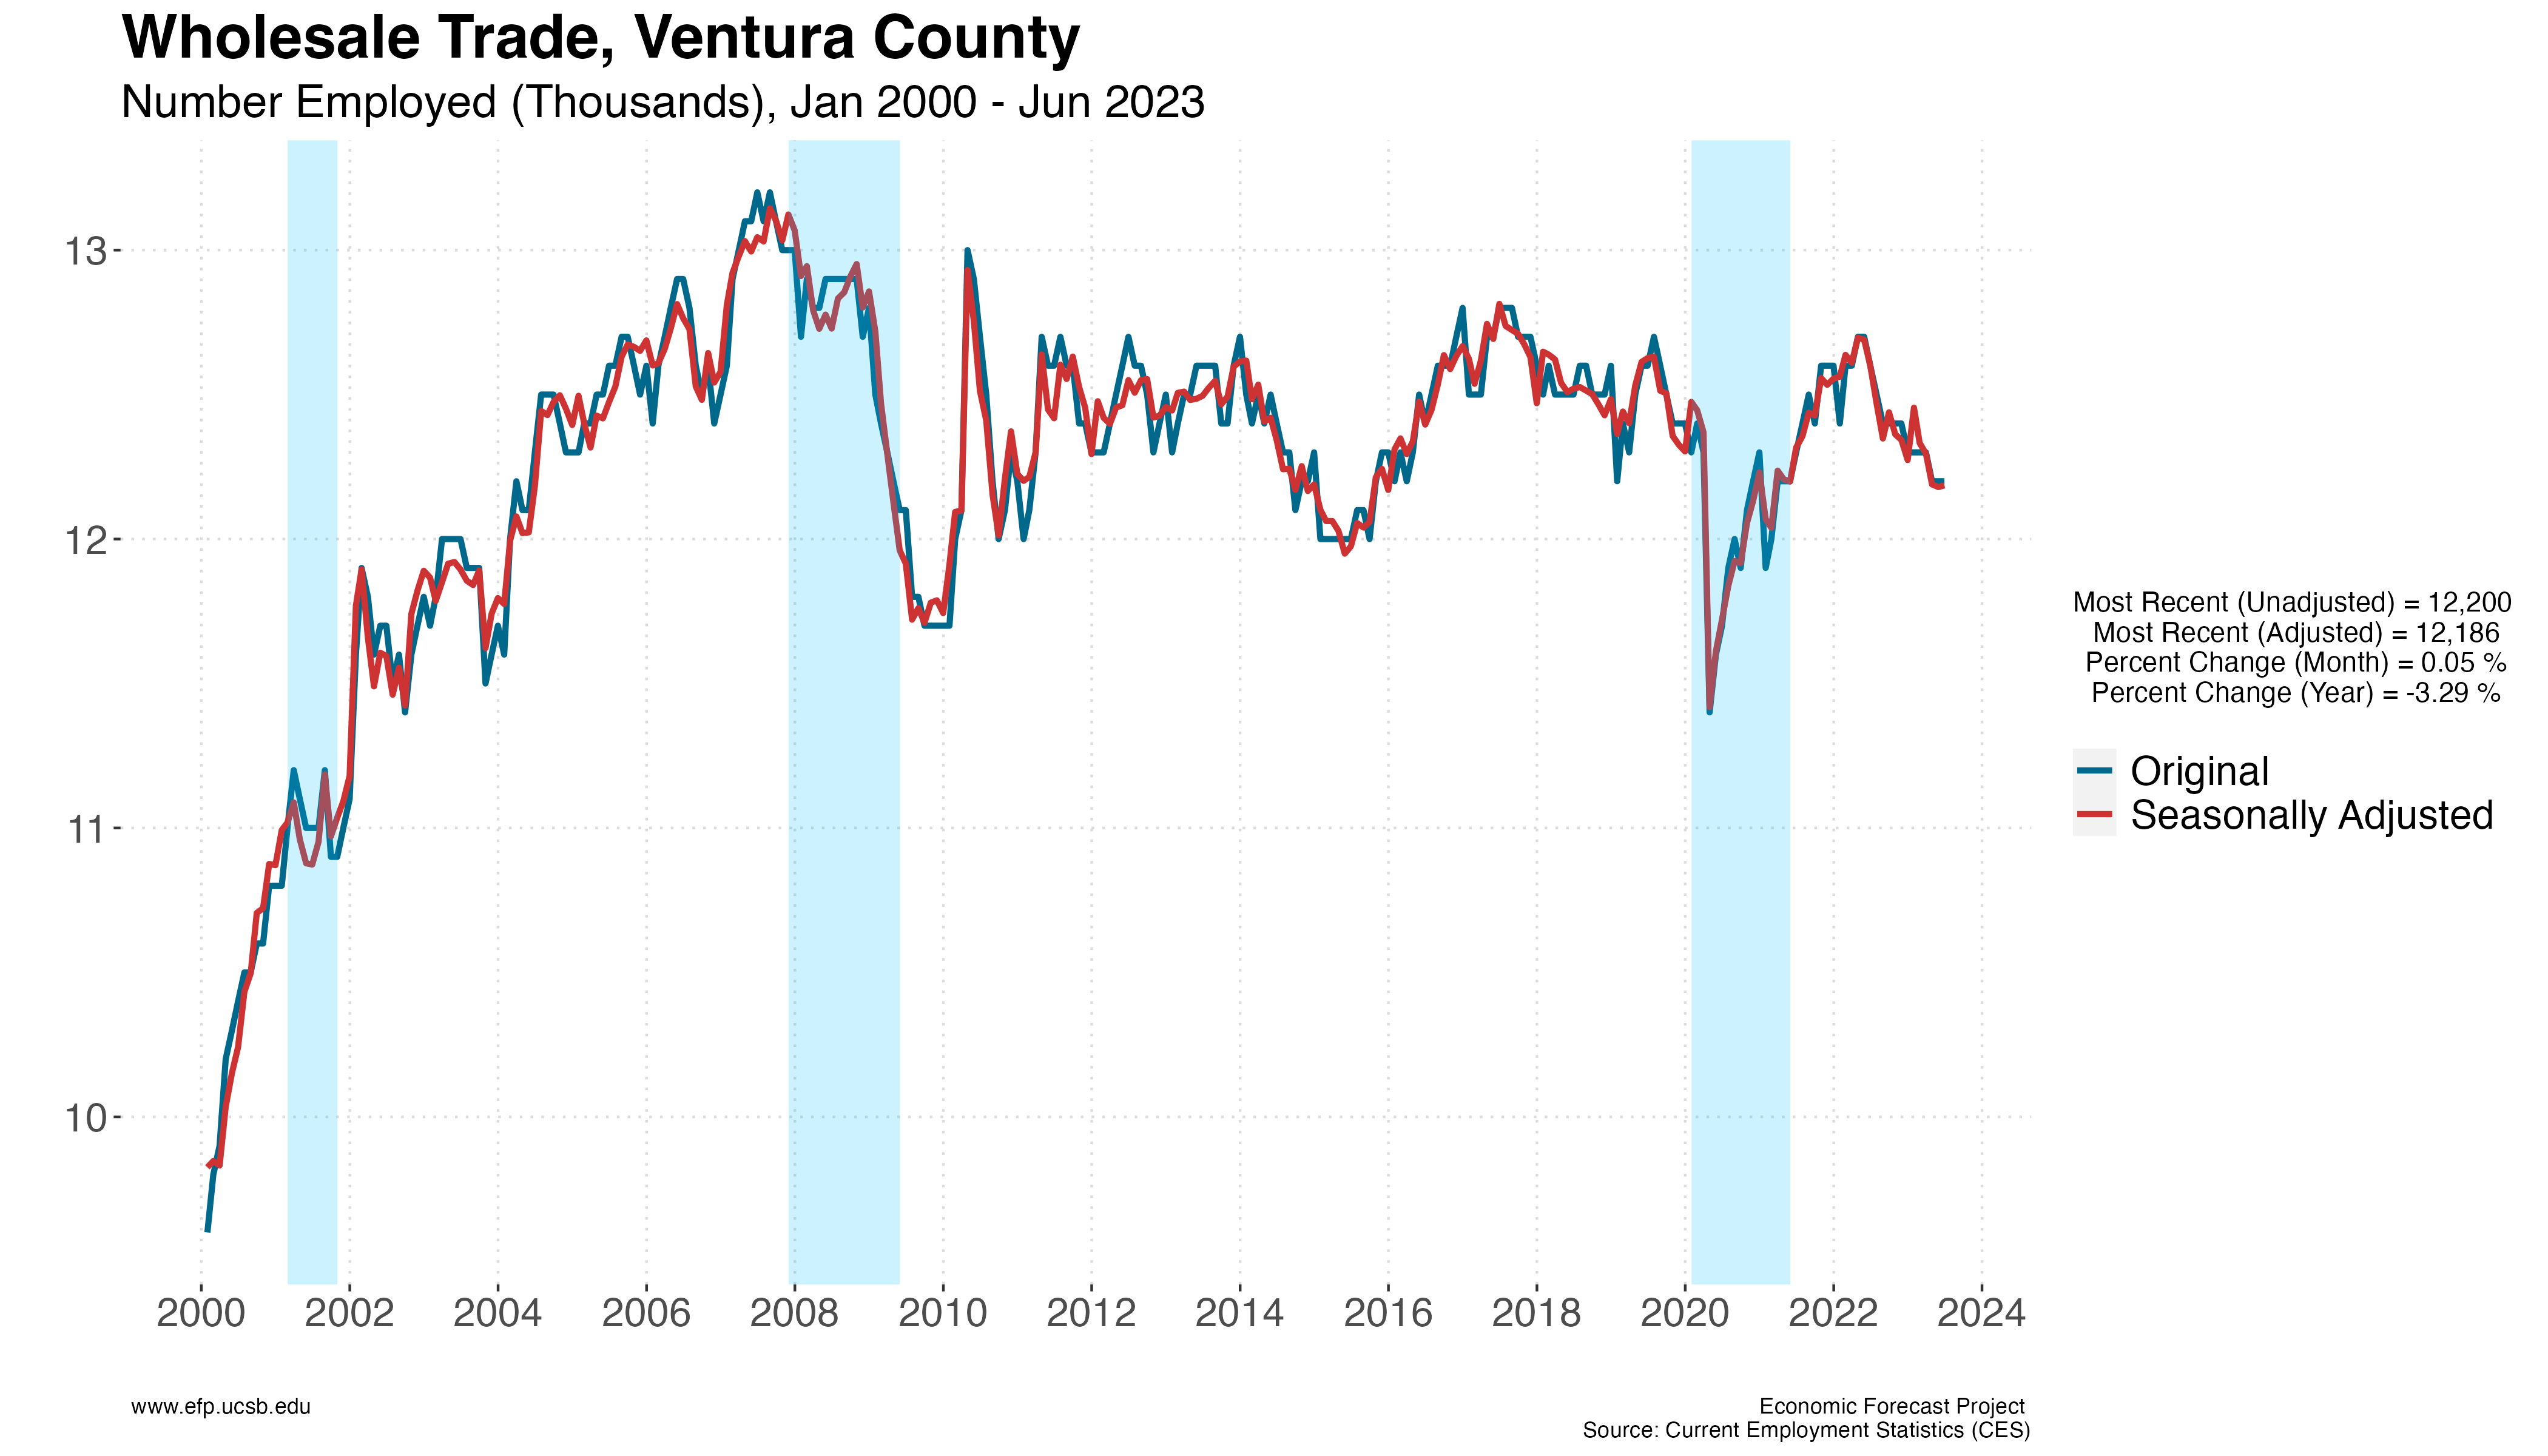 Wholesale Trade, Ventura County
Number Employed (Thousands), Jan 2000 - Jun 2023
13
12
11
10
2000 2002 2004 2006 2008 2010 2012 2014 2016 2018 2020 2022 2024
Most Recent (Unadjusted) = 12,200
Most Recent (Adjusted) = 12,186
Percent Change (Month) = 0.05 %
Percent Change (Year) = -3.29 %
Original
Seasonally Adjusted
www.efp.ucsb.edu
Economic Forecast Project
Source: Current Employment Statistics (CES)